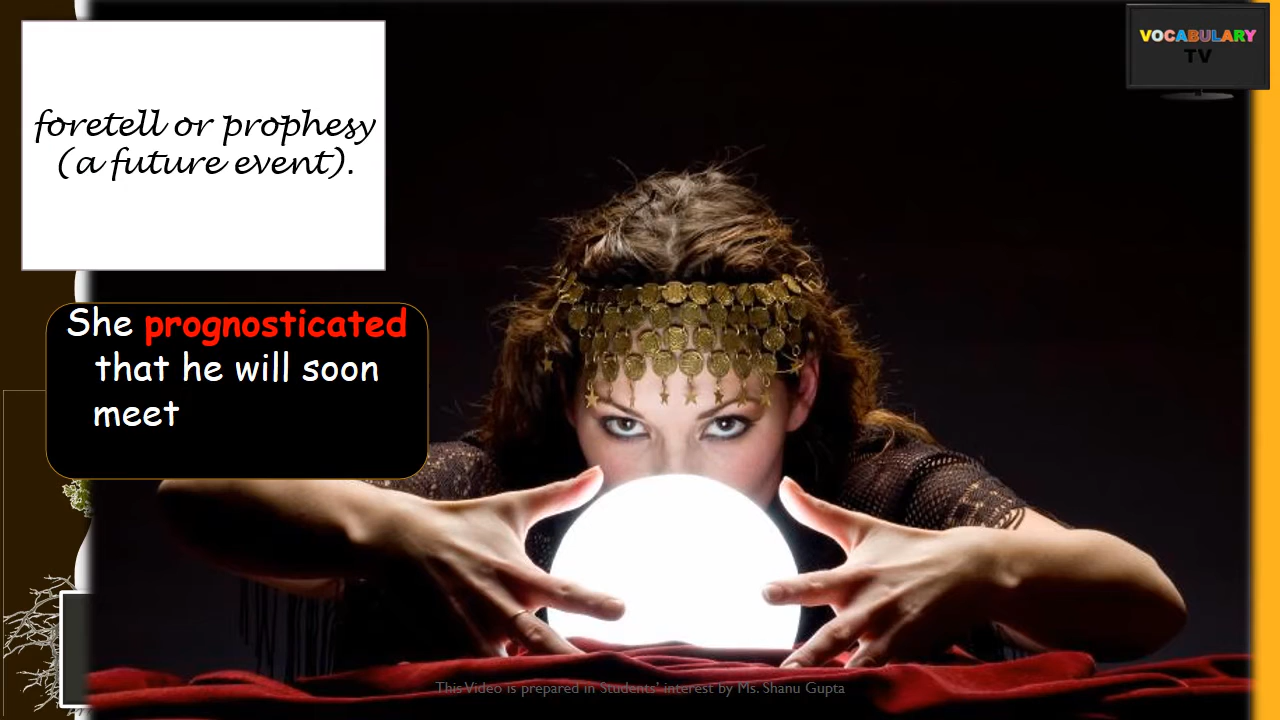 foretell or prophesy
(a future event).
VOCABULARY
TV
She prognosticated
that he will soon
meet
This Video is prepared in Students' interest by Ms. Shanu Gupta